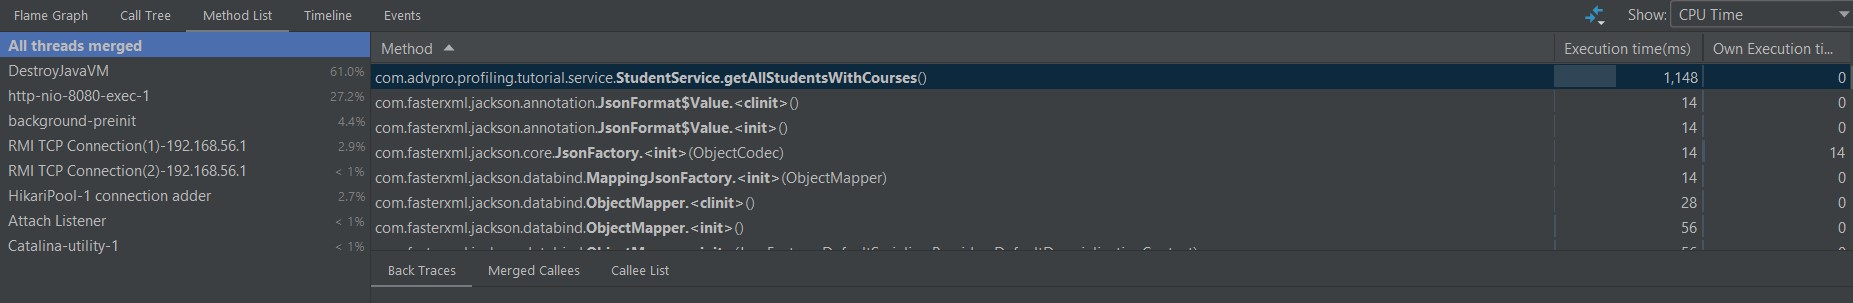 Flame Graph Call Tree Method List Timeline Events Show: CPU Time
All threads merged
DestroyJavaVM 61.0%
http-nio-8080-exec-1 27.2%
background-preinit 4.4%
RMI TCP Connection(1)-192.168.56.1 2.9%
RMI TCP Connection(2)-192.168.56.1 < 1%
HikariPool-1 connection adder 2.7%
Attach Listener < 1%
Catalina-utility-1 < 1%
Method Execution time(ms) Own Execution ti...
com.advpro.profiling.tutorial.service.StudentService.getAllStudentsWithCourses() 1,148 0
com.fasterxml.jackson.annotation.JsonFormat$Value.<clinit>() 14 0
com.fasterxml.jackson.annotation.JsonFormat$Value.<init>() 14 0
com.fasterxml.jackson.core.JsonFactory.<init>(ObjectCodec) 14 14
com.fasterxml.jackson.databind.MappingJsonFactory.<init>(ObjectMapper) 14 0
com.fasterxml.jackson.databind.ObjectMapper.<clinit>() 28 0
com.fasterxml.jackson.databind.ObjectMapper.<init>() 56 0
Back Traces Merged Callees Callee List